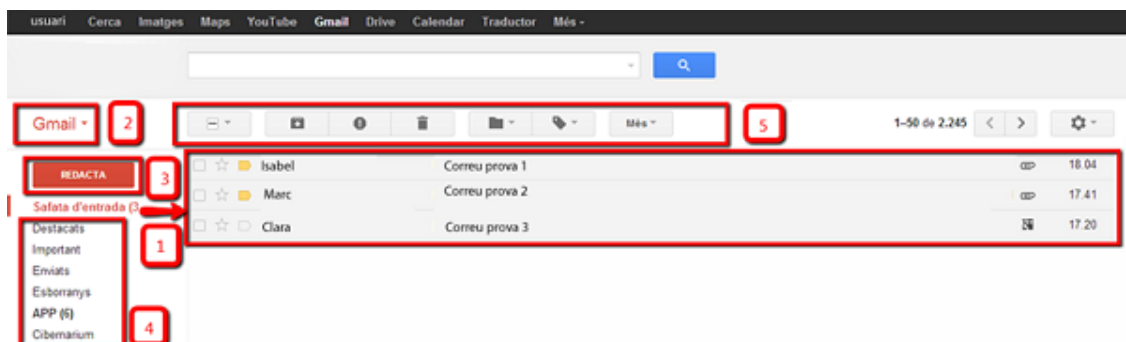 usuari Cerca Imatges Maps YouTube Gmail Drive Calendar Traductor Més
Gmail 2 Més 5 1–50 de 2.245
REDACTA 3
Isabel Correu prova 1 18.04
Marc Correu prova 2 17.41
Safata d'entrada (3
Clara Correu prova 3 17.20
Destacats
1
Important
Enviats
Esborranys
APP (6)
4
Cibernarium